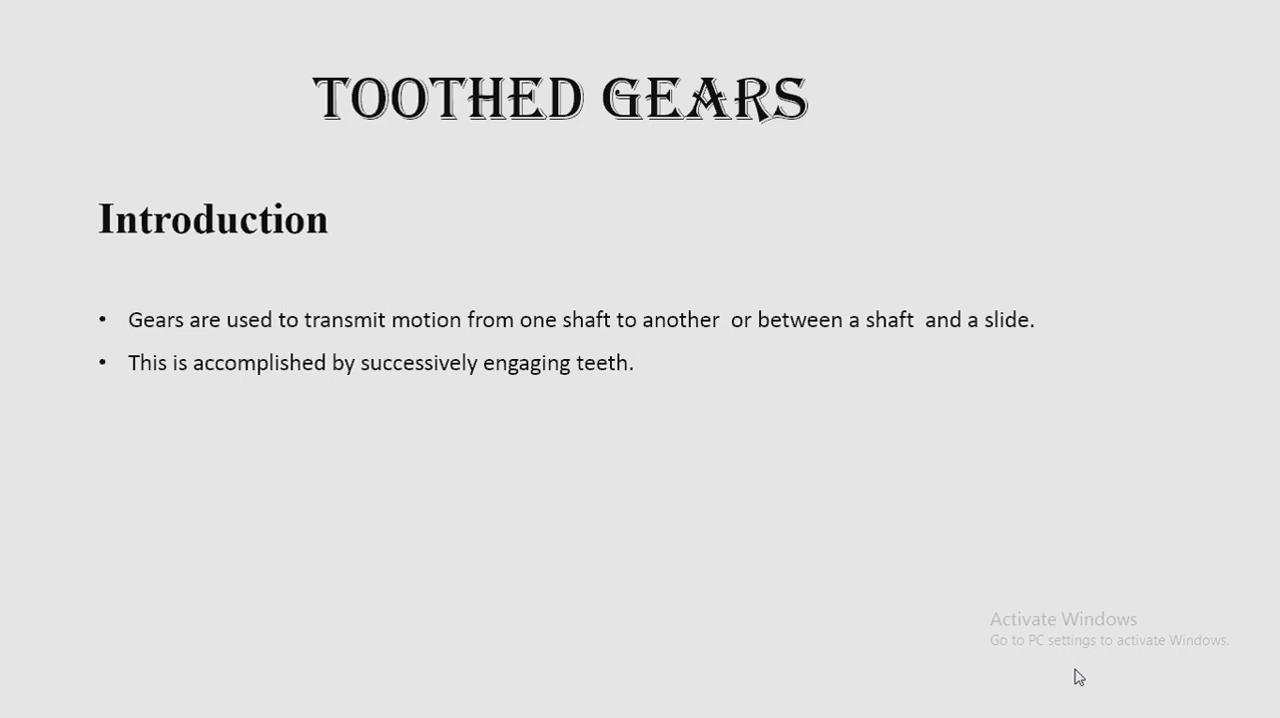 TOOTHED GEARS
Introduction
• Gears are used to transmit motion from one shaft to another  or between a shaft  and a slide.
• This is accomplished by successively engaging teeth.
Activate Windows
Go to PC settings to activate Windows.